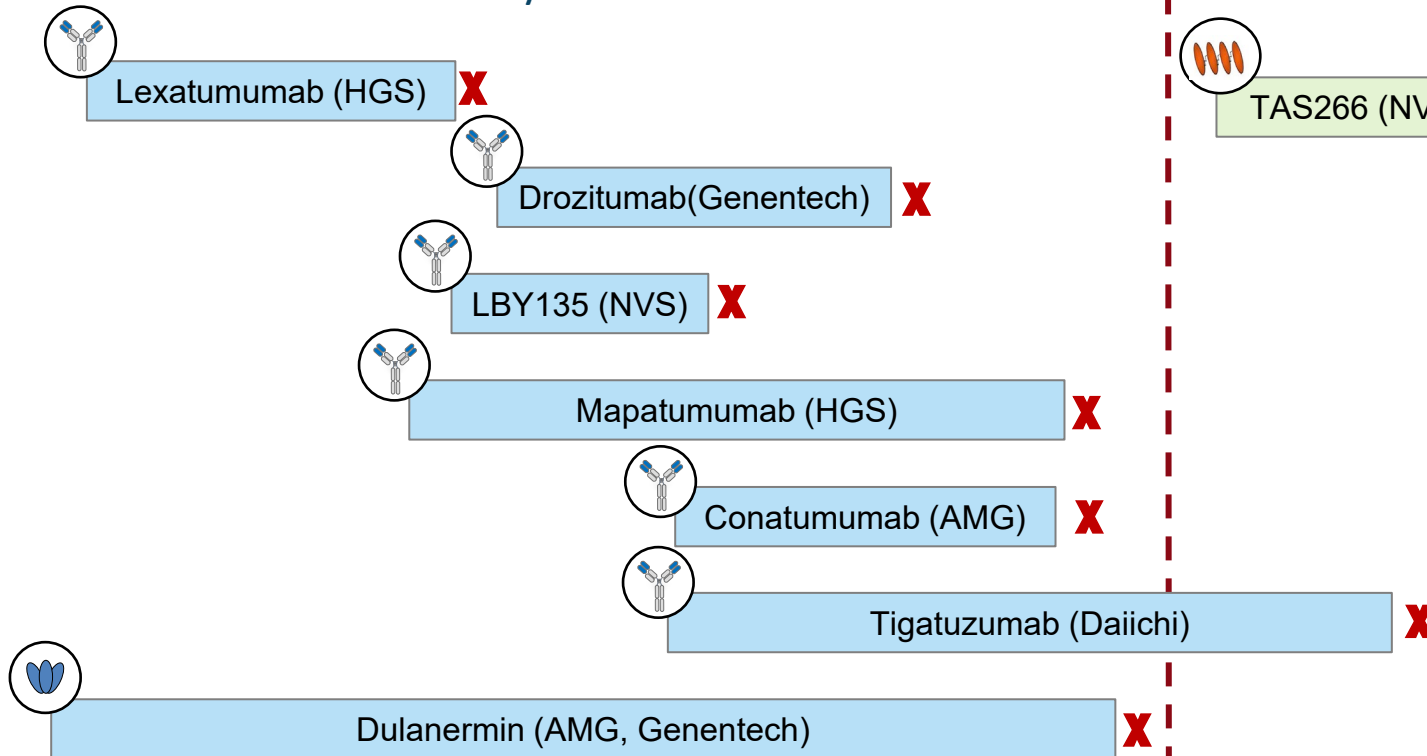 Lexatumumab (HGS)
TAS266 (NV
Drozitumab(Genentech)
LBY135 (NVS)
Mapatumumab (HGS)
Conatumumab (AMG)
Tigatuzumab (Daiichi)
Dulanermin (AMG, Genentech)